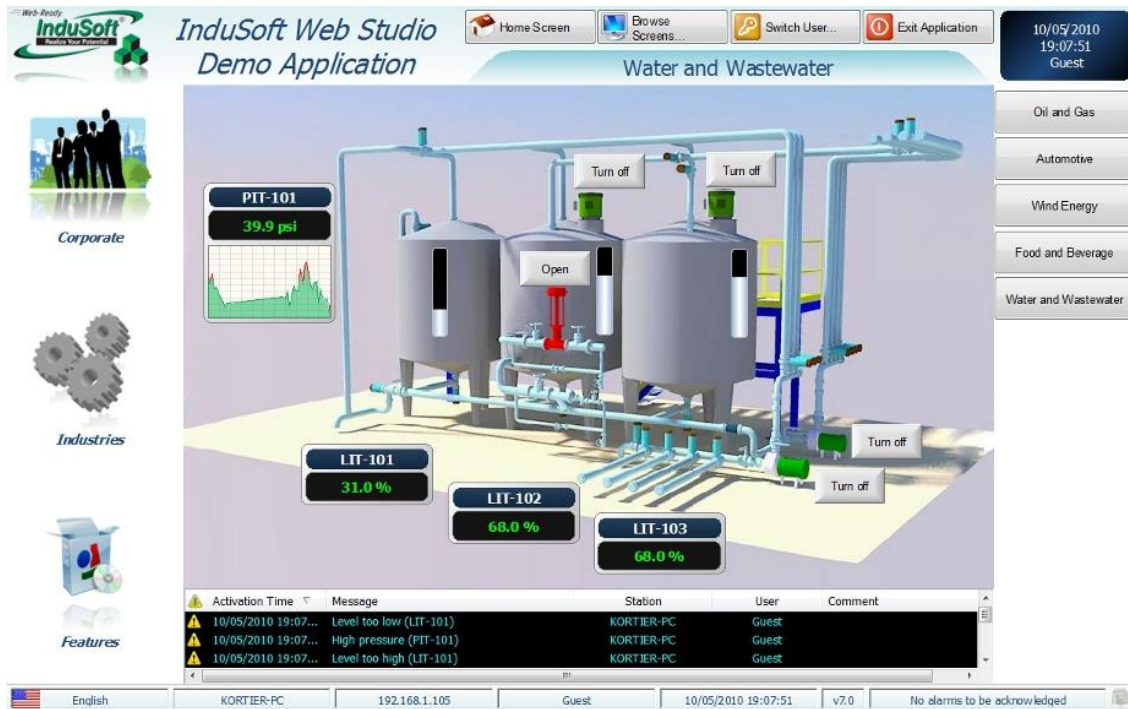 Web-Ready
InduSoft
Realize Your Potential
InduSoft Web Studio
Demo Application
Home Screen
Browse
Screens...
Switch User...
Exit Application
Water and Wastewater
10/05/2010
19:07:51
Guest
Corporate
Industries
Features
PIT-101
39.9 psi
Turn off
Turn off
Open
Turn off
Turn off
LIT-101
31.0 %
LIT-102
68.0 %
LIT-103
68.0 %
Oil and Gas
Automotive
Wind Energy
Food and Beverage
Water and Wastewater
Activation Time Message Station User Comment
10/05/2010 19:07... Level too low (LIT-101) KORTIER-PC Guest
10/05/2010 19:07... High pressure (PIT-101) KORTIER-PC Guest
10/05/2010 19:07... Level too high (LIT-101) KORTIER-PC Guest
English KORTIER-PC 192.168.1.105 Guest 10/05/2010 19:07:51 v7.0 No alarms to be acknowledged